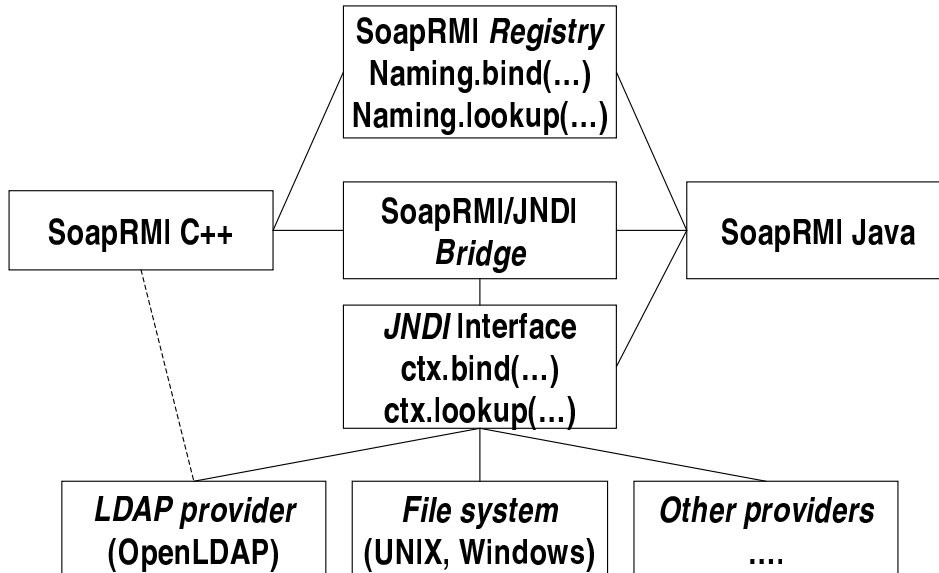 SoapRMI Registry
Naming.bind(...)
Naming.lookup(...)
SoapRMI C++
SoapRMI/JNDI
Bridge
SoapRMI Java
JNDI Interface
ctx.bind(...)
ctx.lookup(...)
LDAP provider
(OpenLDAP)
File system
(UNIX, Windows)
Other providers
....